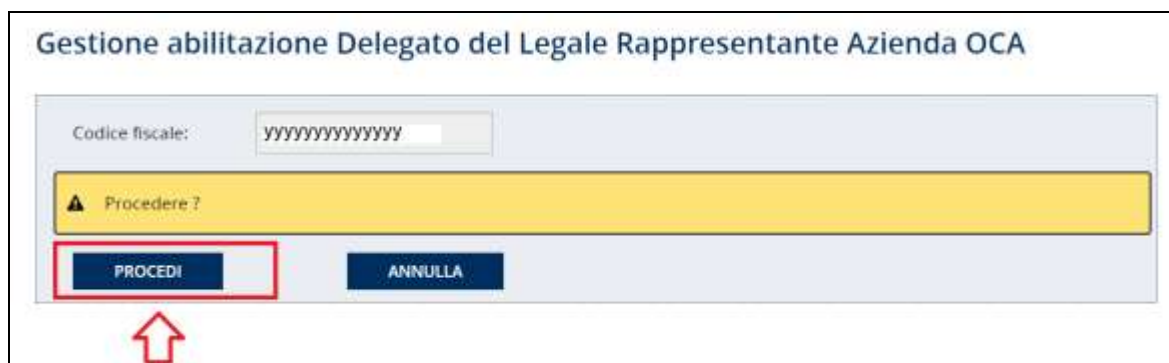 Gestione abilitazione Delegato del Legale Rappresentante Azienda OCA
Codice fiscale: yyyyyyyyyyyyyy
Procedere ?
PROCEDI ANNULLA